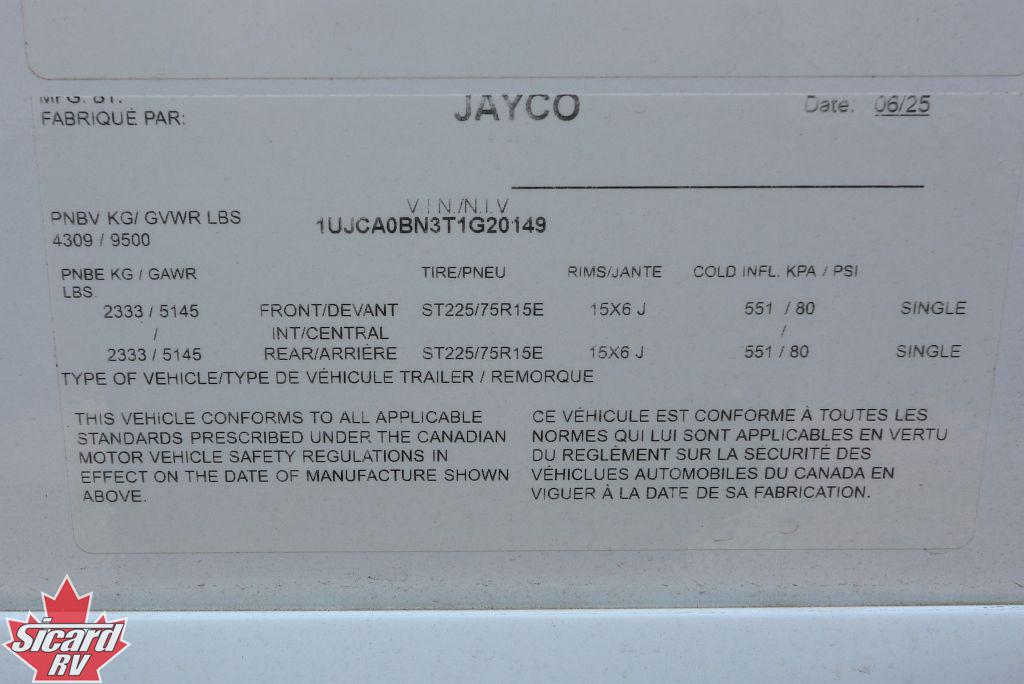 MFG. BY:
FABRIQUÉ PAR: JAYCO Date: 06/25
V.I.N./N.I.V
PNBV KG/ GVWR LBS 1UJCA0BN3T1G20149
4309 / 9500
PNBE KG / GAWR TIRE/PNEU RIMS/JANTE COLD INFL. KPA / PSI
LBS.
2333 / 5145 FRONT/DEVANT ST225/75R15E 15X6 J 551 / 80 SINGLE
/ INT/CENTRAL /
2333 / 5145 REAR/ARRIÈRE ST225/75R15E 15X6 J 551 / 80 SINGLE
TYPE OF VEHICLE/TYPE DE VÉHICULE TRAILER / REMORQUE
THIS VEHICLE CONFORMS TO ALL APPLICABLE
STANDARDS PRESCRIBED UNDER THE CANADIAN
MOTOR VEHICLE SAFETY REGULATIONS IN
EFFECT ON THE DATE OF MANUFACTURE SHOWN
ABOVE.
CE VÉHICULE EST CONFORME À TOUTES LES
NORMES QUI LUI SONT APPLICABLES EN VERTU
DU REGLÈMENT SUR LA SÉCURITÉ DES
VÉHICLUES AUTOMOBILES DU CANADA EN
VIGUER À LA DATE DE SA FABRICATION.
Sicard
RV